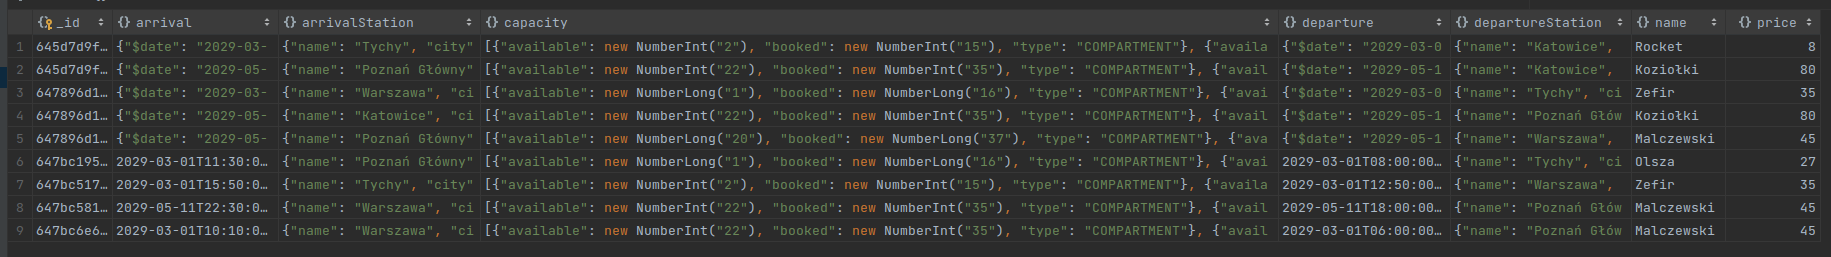 _id arrival arrivalStation capacity departure departureStation name price
1 645d7d9f… {"$date": "2029-03- {"name": "Tychy", "city" [{"available": new NumberInt("2"), "booked": new NumberInt("15"), "type": "COMPARTMENT"}, {"availa {"$date": "2029-03-0 {"name": "Katowice", Rocket 8
2 645d7d9f… {"$date": "2029-05- {"name": "Poznań Główny" [{"available": new NumberInt("22"), "booked": new NumberInt("35"), "type": "COMPARTMENT"}, {"avail {"$date": "2029-05-1 {"name": "Katowice", Koziołki 80
3 647896d1… {"$date": "2029-03- {"name": "Warszawa", "ci [{"available": new NumberLong("1"), "booked": new NumberLong("16"), "type": "COMPARTMENT"}, {"avai {"$date": "2029-03-0 {"name": "Tychy", "ci Zefir 35
4 647896d1… {"$date": "2029-05- {"name": "Katowice", "ci [{"available": new NumberInt("22"), "booked": new NumberInt("35"), "type": "COMPARTMENT"}, {"avail {"$date": "2029-05-1 {"name": "Poznań Głów Koziołki 80
5 647896d1… {"$date": "2029-05- {"name": "Poznań Główny" [{"available": new NumberLong("20"), "booked": new NumberLong("37"), "type": "COMPARTMENT"}, {"ava {"$date": "2029-05-1 {"name": "Warszawa", Malczewski 45
6 647bc195… 2029-03-01T11:30:0… {"name": "Poznań Główny" [{"available": new NumberLong("1"), "booked": new NumberLong("16"), "type": "COMPARTMENT"}, {"avai 2029-03-01T08:00:00… {"name": "Tychy", "ci Olsza 27
7 647bc517… 2029-03-01T15:50:0… {"name": "Tychy", "city" [{"available": new NumberInt("2"), "booked": new NumberInt("15"), "type": "COMPARTMENT"}, {"availa 2029-03-01T12:50:00… {"name": "Warszawa", Zefir 35
8 647bc581… 2029-05-11T22:30:0… {"name": "Warszawa", "ci [{"available": new NumberInt("22"), "booked": new NumberInt("35"), "type": "COMPARTMENT"}, {"avail 2029-05-11T18:00:00… {"name": "Poznań Głów Malczewski 45
9 647bc6e6… 2029-03-01T10:10:0… {"name": "Warszawa", "ci [{"available": new NumberInt("22"), "booked": new NumberInt("35"), "type": "COMPARTMENT"}, {"avail 2029-03-01T06:00:00… {"name": "Poznań Głów Malczewski 45